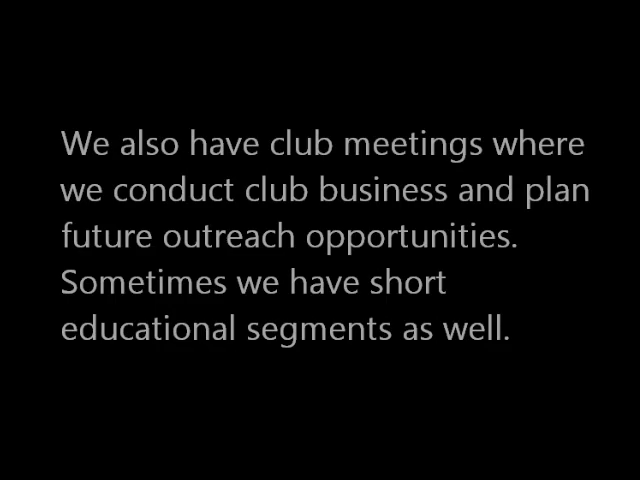 We also have club meetings where
we conduct club business and plan
future outreach opportunities.
Sometimes we have short
educational segments as well.